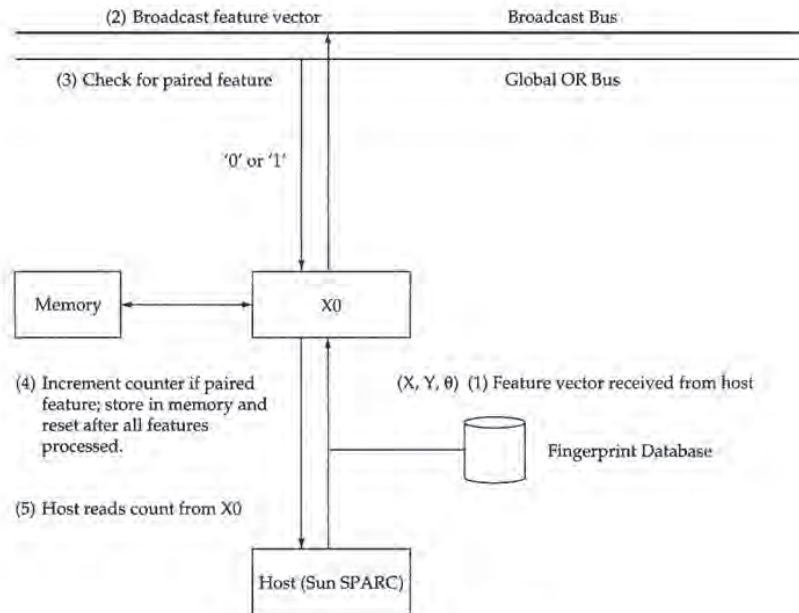 (2) Broadcast feature vector
Broadcast Bus
(3) Check for paired feature
Global OR Bus
‘0’ or ‘1’
Memory
X0
(4) Increment counter if paired
feature; store in memory and
reset after all features
processed.
(X, Y, θ) (1) Feature vector received from host
Fingerprint Database
(5) Host reads count from X0
Host (Sun SPARC)